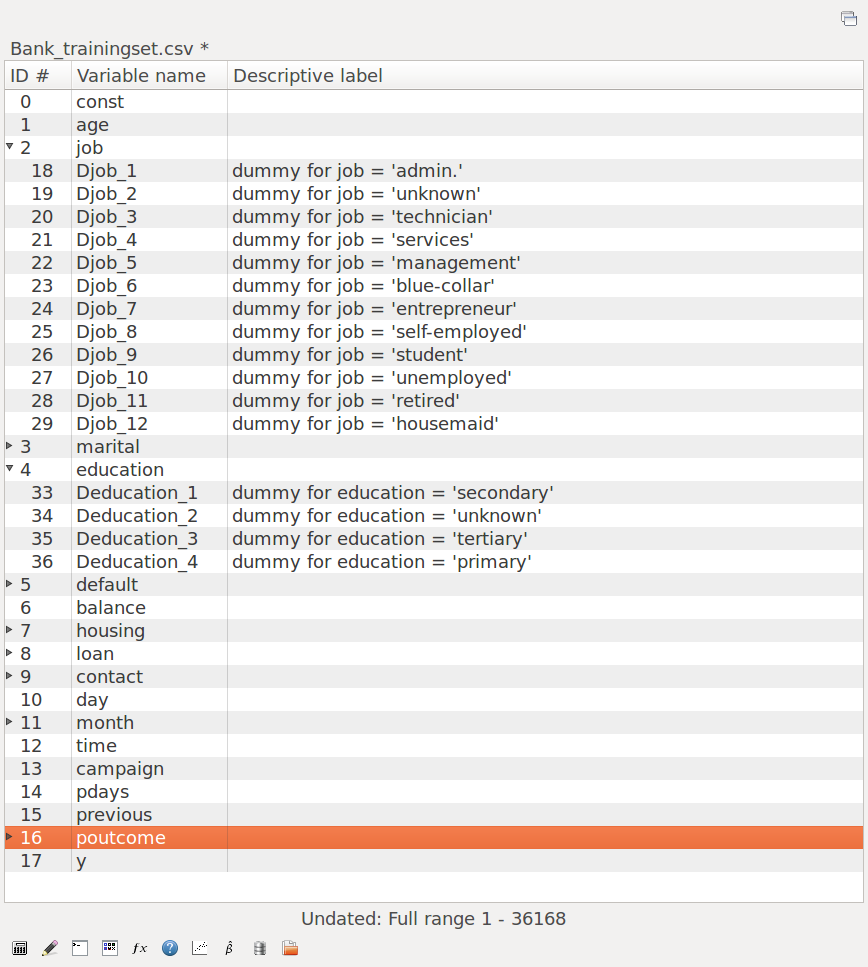 Bank_trainingset.csv *
ID # Variable name Descriptive label
0 const
1 age
2 job
18 Djob_1 dummy for job = 'admin.'
19 Djob_2 dummy for job = 'unknown'
20 Djob_3 dummy for job = 'technician'
21 Djob_4 dummy for job = 'services'
22 Djob_5 dummy for job = 'management'
23 Djob_6 dummy for job = 'blue-collar'
24 Djob_7 dummy for job = 'entrepreneur'
25 Djob_8 dummy for job = 'self-employed'
26 Djob_9 dummy for job = 'student'
27 Djob_10 dummy for job = 'unemployed'
28 Djob_11 dummy for job = 'retired'
29 Djob_12 dummy for job = 'housemaid'
3 marital
4 education
33 Deducation_1 dummy for education = 'secondary'
34 Deducation_2 dummy for education = 'unknown'
35 Deducation_3 dummy for education = 'tertiary'
36 Deducation_4 dummy for education = 'primary'
5 default
6 balance
7 housing
8 loan
9 contact
10 day
11 month
12 time
13 campaign
14 pdays
15 previous
16 poutcome
17 y
Undated: Full range 1 - 36168
fx ? β̂